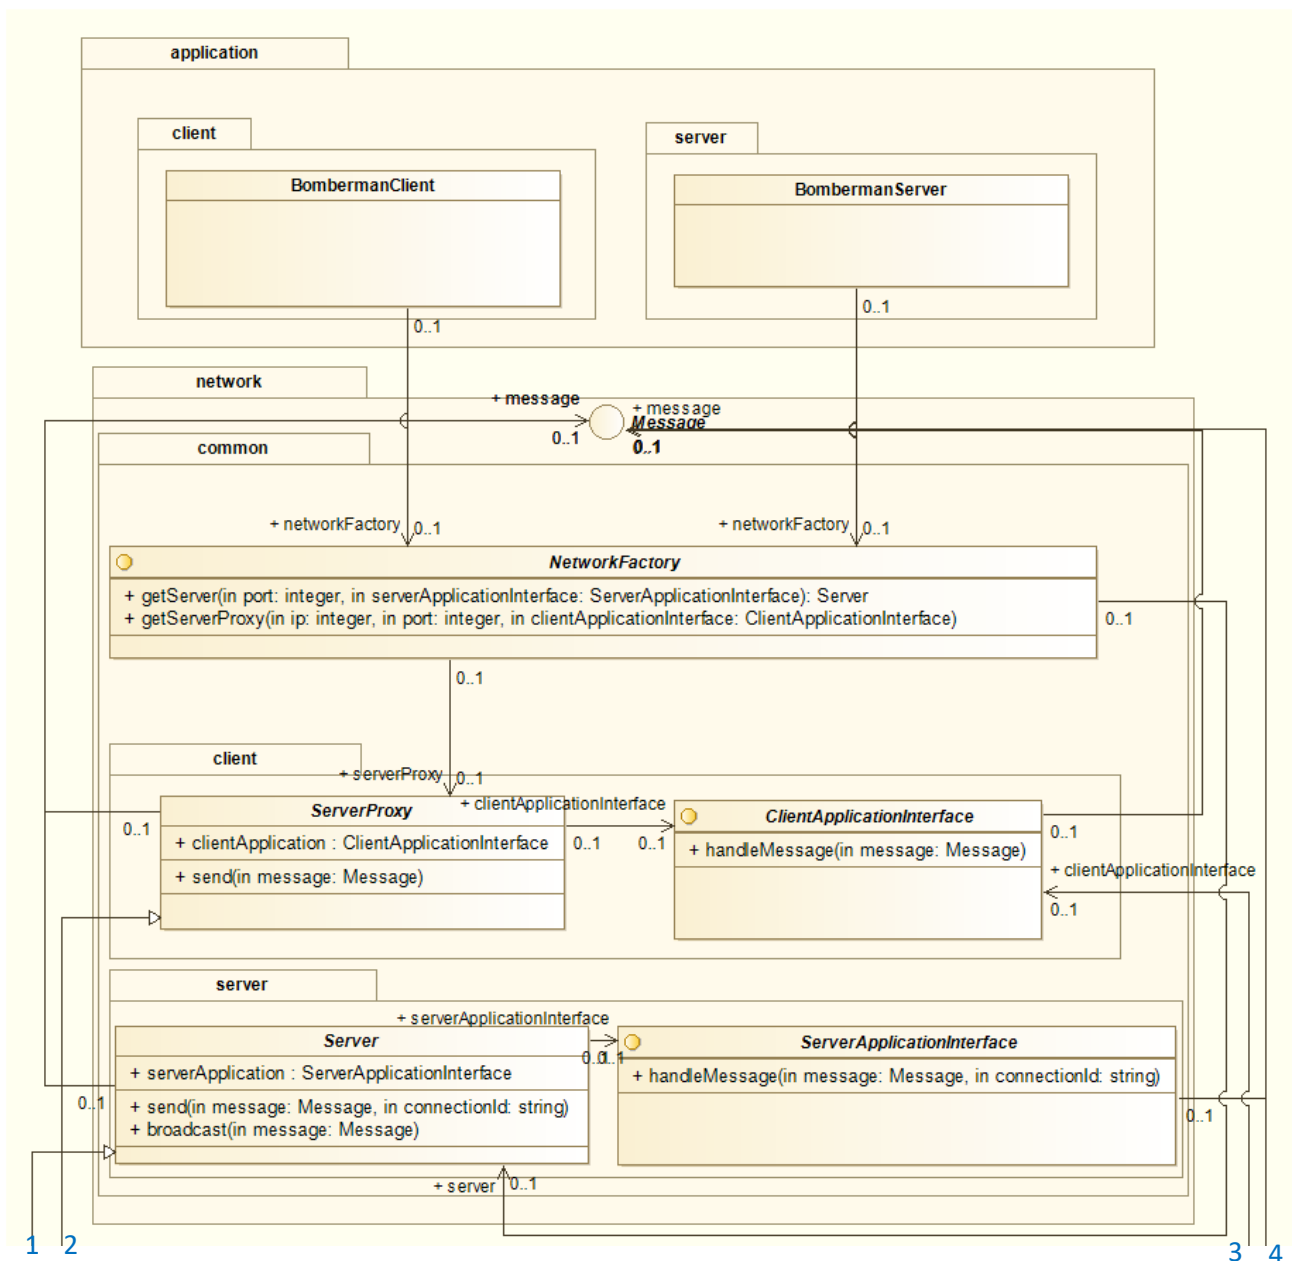 application
client
server
BombermanClient
BombermanServer
0..1
0..1
network
+ message
+ message
Message
0..1
0..1
common
+ networkFactory
0..1
+ networkFactory
0..1
NetworkFactory
+ getServer(in port: integer, in serverApplicationInterface: ServerApplicationInterface): Server
+ getServerProxy(in ip: integer, in port: integer, in clientApplicationInterface: ClientApplicationInterface)
0..1
0..1
client
+ serverProxy
0..1
ServerProxy
+ clientApplicationInterface
ClientApplicationInterface
0..1
+ clientApplication : ClientApplicationInterface
0..1
0..1
+ handleMessage(in message: Message)
0..1
+ send(in message: Message)
+ clientApplicationInterface
0..1
server
+ serverApplicationInterface
Server
ServerApplicationInterface
+ serverApplication : ServerApplicationInterface
+ handleMessage(in message: Message, in connectionId: string)
0..1
+ send(in message: Message, in connectionId: string)
+ broadcast(in message: Message)
0..1
+ server
0..1
1
2
3
4